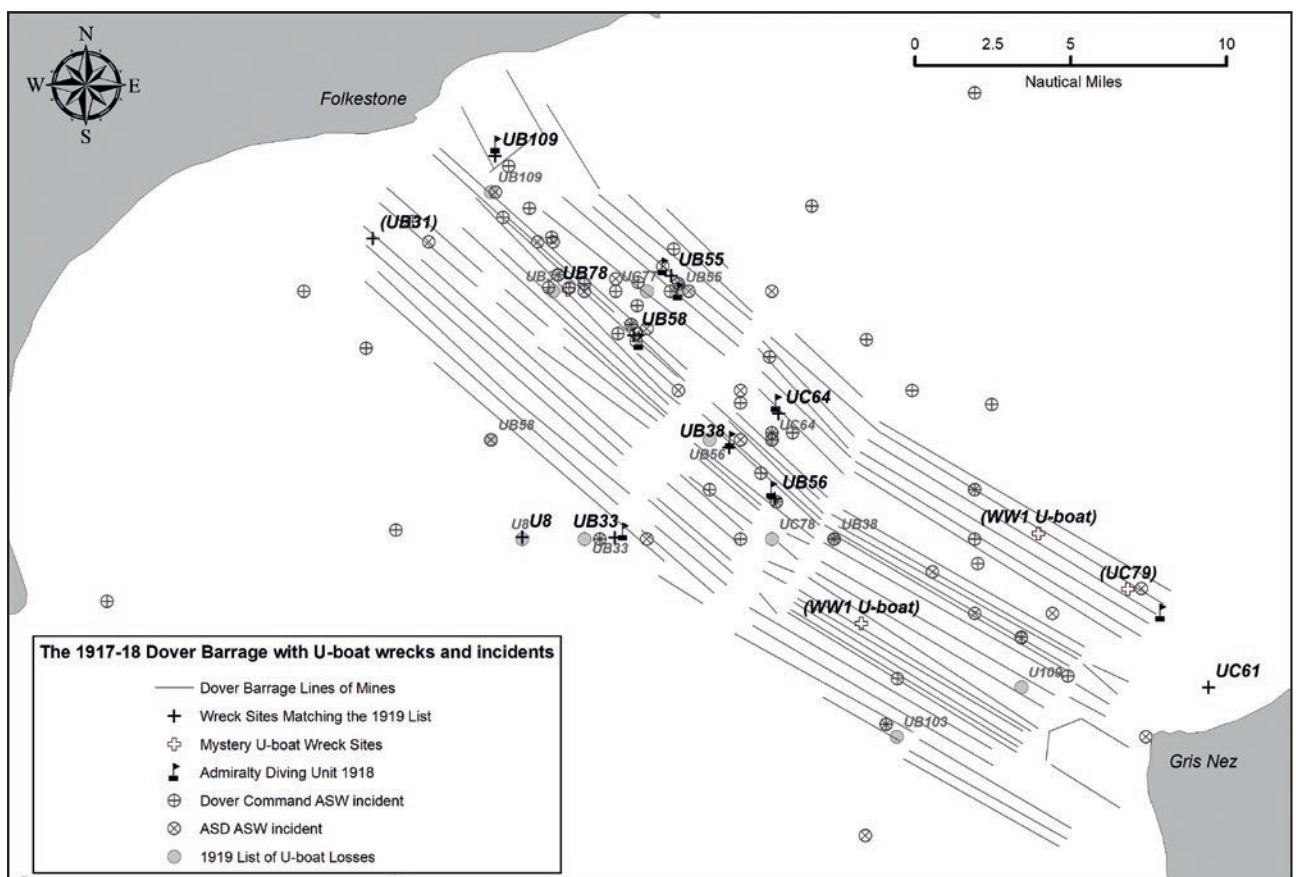 N
W E
S
Folkestone
0 2.5 5 10
Nautical Miles
UB109
UB109
(UB31)
UB55
UB78
UC77
UB55
UB58
UC64
UC64
UB38
UB56
UB58
UB56
U8
U8
UB33
UB33
UC78
UB38
(WW1 U-boat)
(UC79)
(WW1 U-boat)
UC61
U109
UB103
Gris Nez
The 1917-18 Dover Barrage with U-boat wrecks and incidents
Dover Barrage Lines of Mines
Wreck Sites Matching the 1919 List
Mystery U-boat Wreck Sites
Admiralty Diving Unit 1918
Dover Command ASW incident
ASD ASW incident
1919 List of U-boat Losses